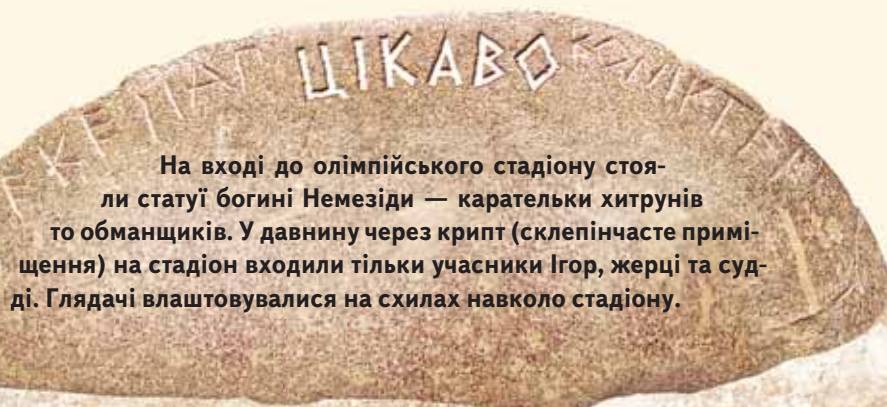 ЦІКАВО
На вході до олімпійського стадіону стоя-
ли статуї богині Немезіди — карательки хитрунів
то обманщиків. У давнину через крипт (склепінчасте примі-
щення) на стадіон входили тільки учасники Ігор, жерці та суд-
ді. Глядачі влаштовувалися на схилах навколо стадіону.